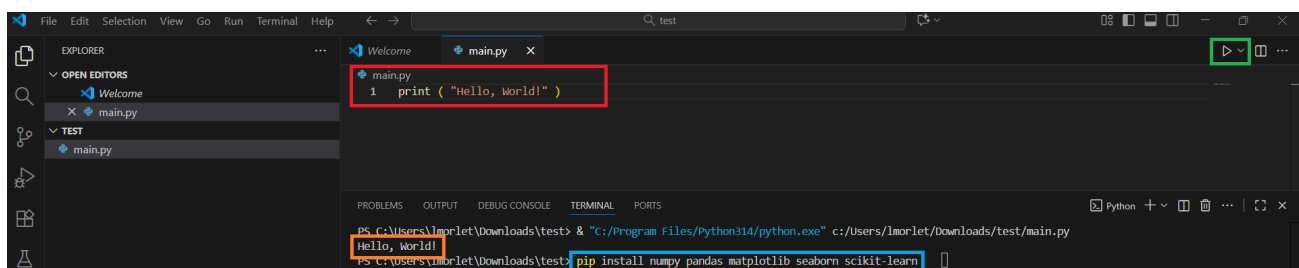 File Edit Selection View Go Run Terminal Help
test
EXPLORER
Welcome
main.py
OPEN EDITORS
Welcome
main.py
TEST
main.py
main.py
1 print ( "Hello, World!" )
PROBLEMS OUTPUT DEBUG CONSOLE TERMINAL PORTS
Python
PS C:\Users\lmorlet\Downloads\test> & "C:/Program Files/Python314/python.exe" c:/Users/lmorlet/Downloads/test/main.py
Hello, World!
PS C:\Users\lmorlet\Downloads\test> pip install numpy pandas matplotlib seaborn scikit-learn